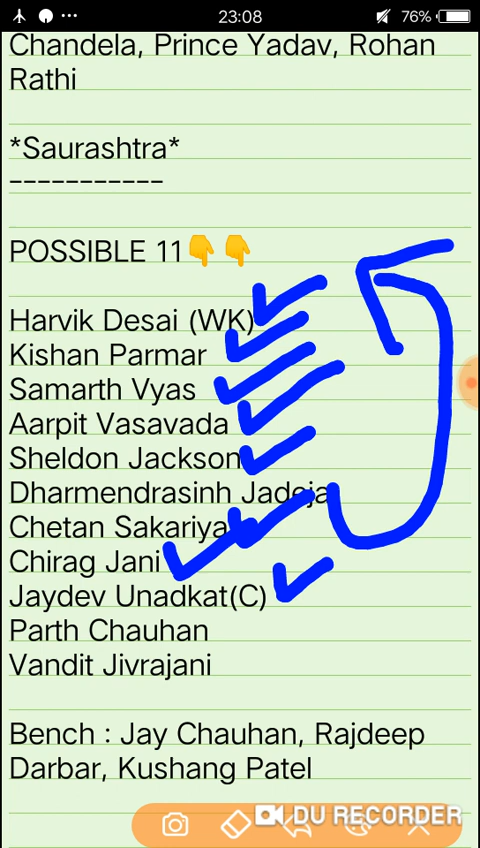 23:08
76%
Chandela, Prince Yadav, Rohan
Rathi
*Saurashtra*
-----------
POSSIBLE 11👇👇
Harvik Desai (WK)
Kishan Parmar
Samarth Vyas
Aarpit Vasavada
Sheldon Jackson
Dharmendrasinh Jadeja
Chetan Sakariya
Chirag Jani
Jaydev Unadkat(C)
Parth Chauhan
Vandit Jivrajani
Bench : Jay Chauhan, Rajdeep
Darbar, Kushang Patel
DU RECORDER